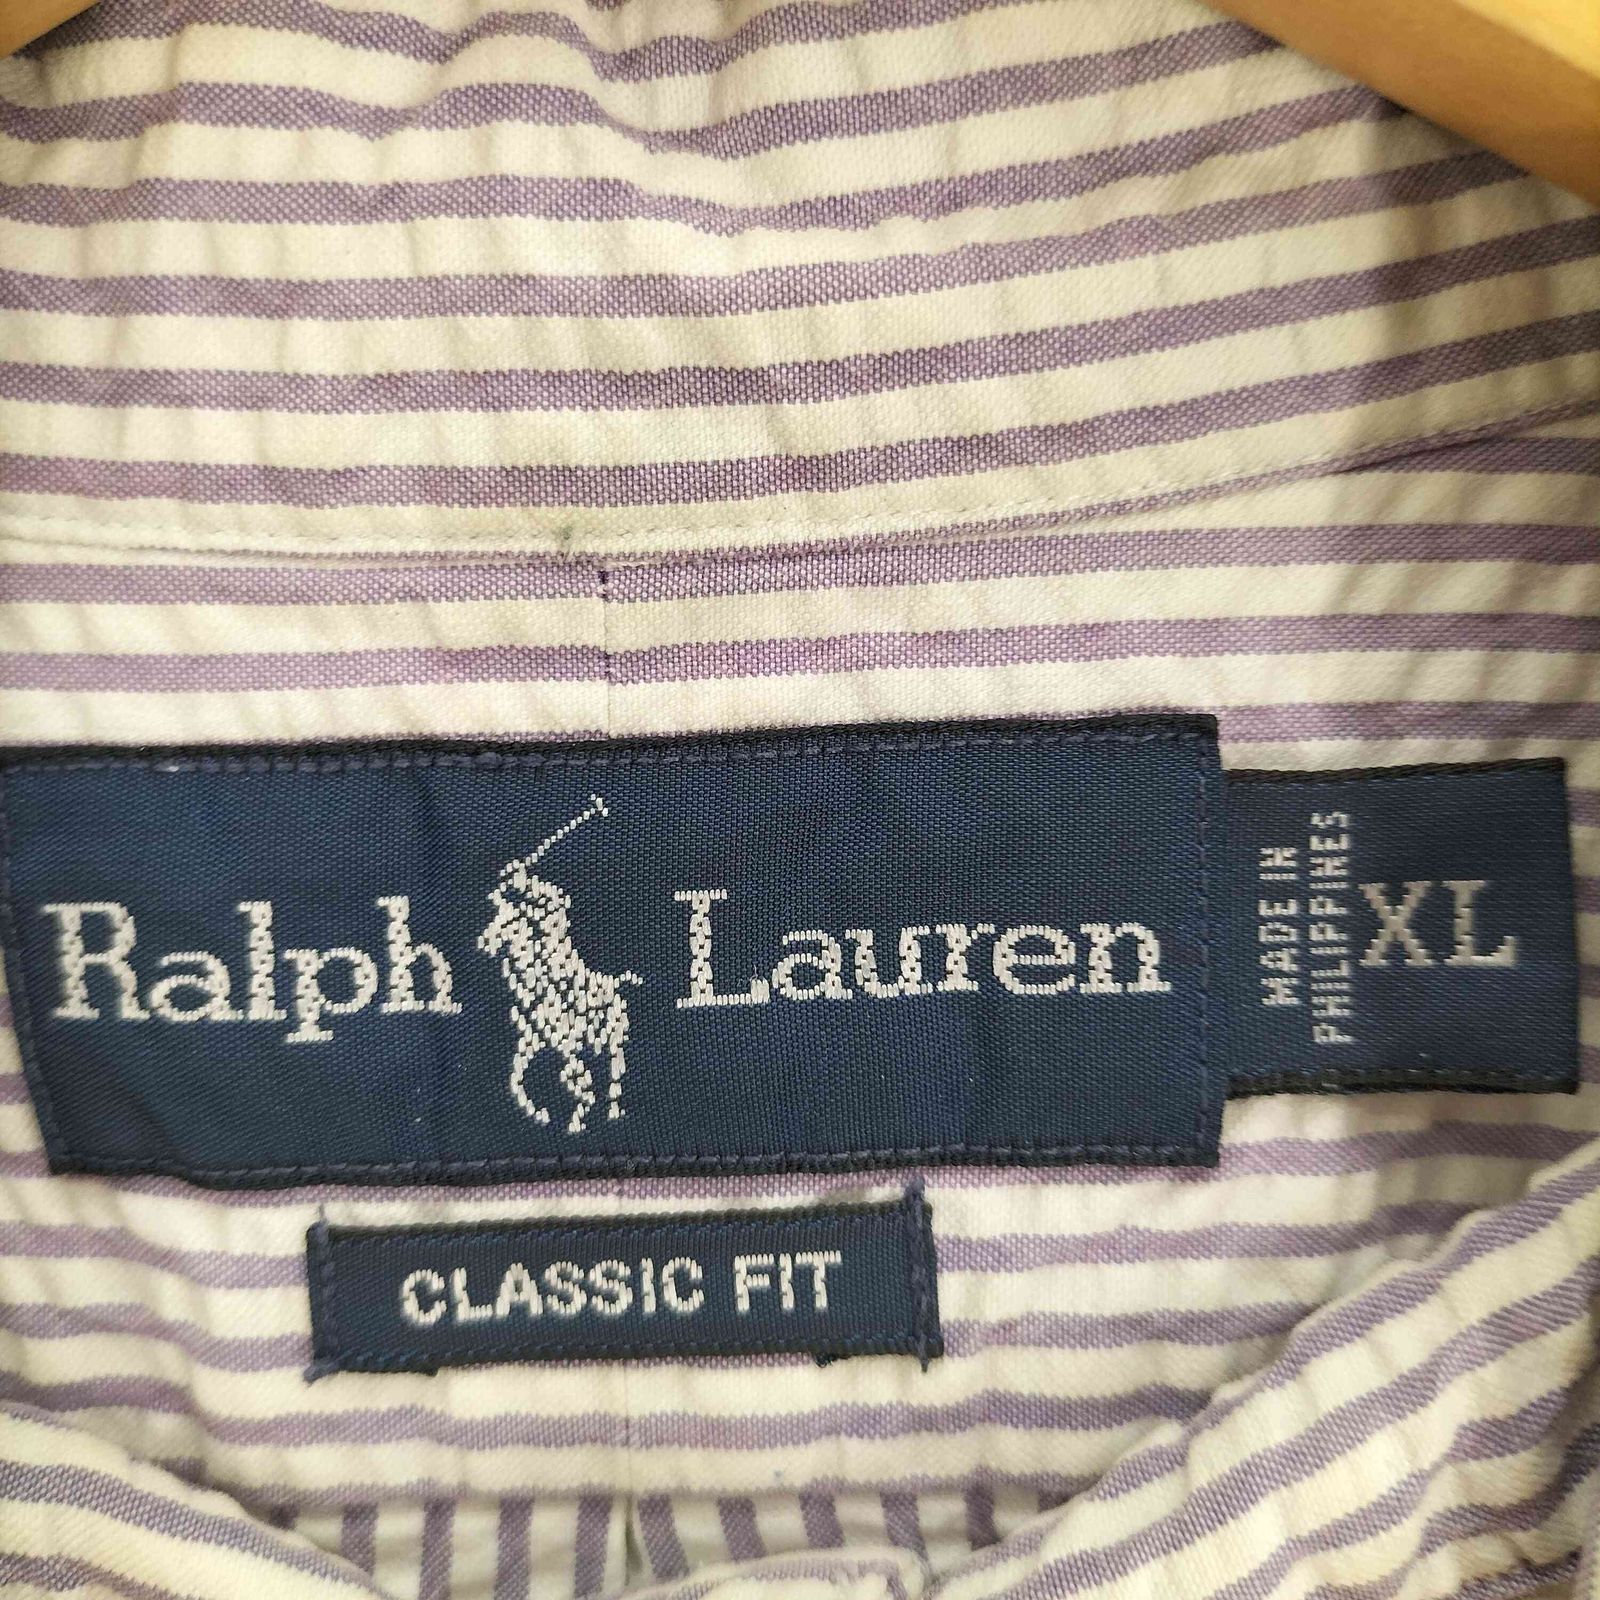 Ralph Lauren
MADE IN
PHILIPPINES
XL
CLASSIC FIT